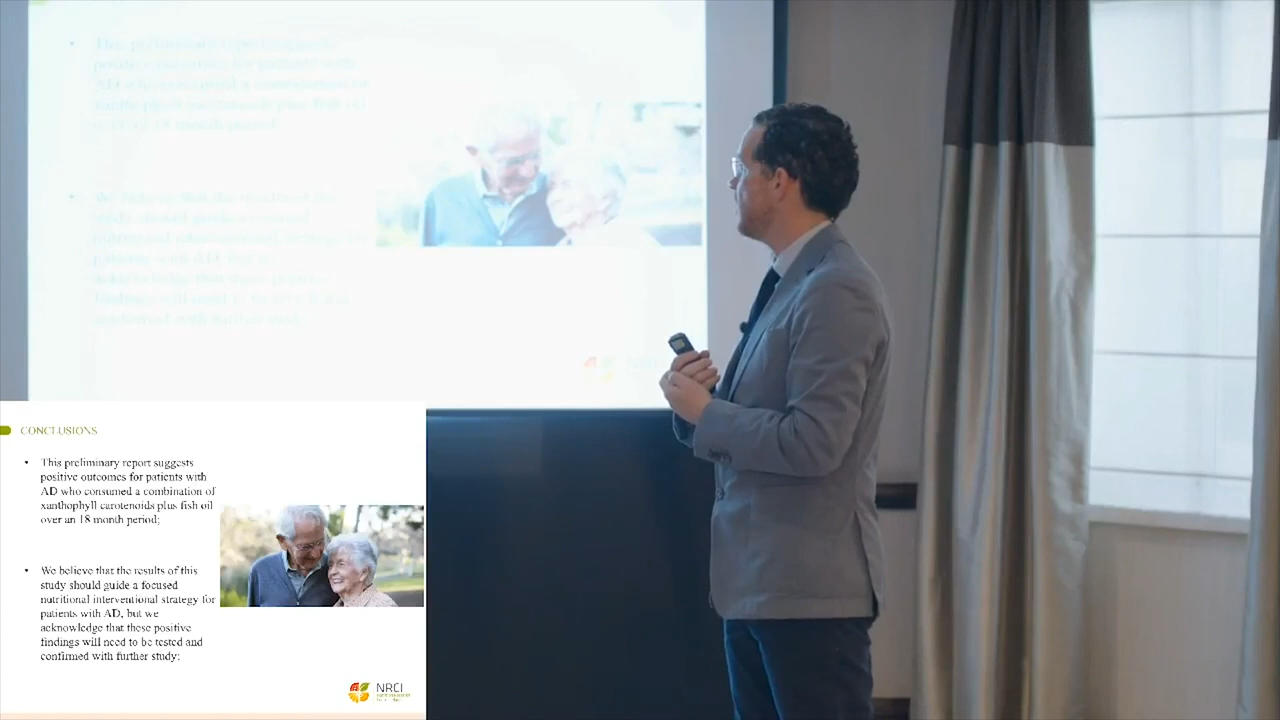 CONCLUSIONS
• This preliminary report suggests
positive outcomes for patients with
AD who consumed a combination of
xanthophyll carotenoids plus fish oil
over an 18 month period;
• We believe that the results of this
study should guide a focused
nutritional interventional strategy for
patients with AD, but we
acknowledge that these positive
findings will need to be tested and
confirmed with further study;
NRCI